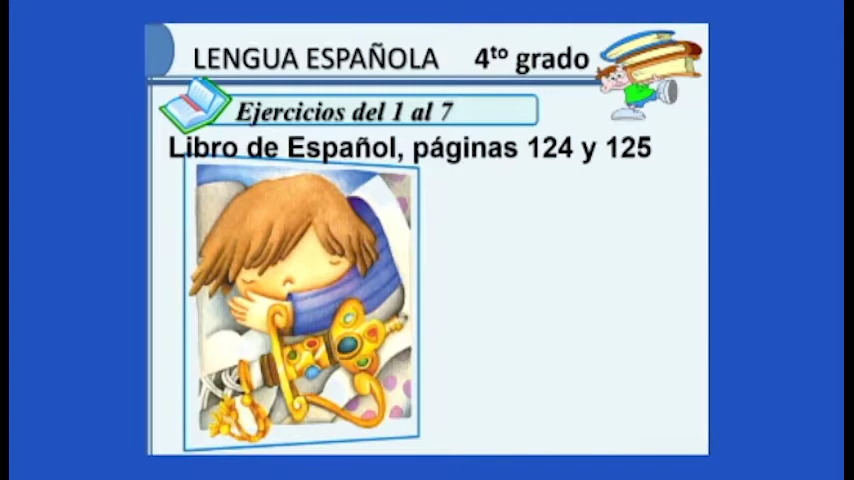 LENGUA ESPAÑOLA 4to grado
Ejercicios del 1 al 7
Libro de Español, páginas 124 y 125